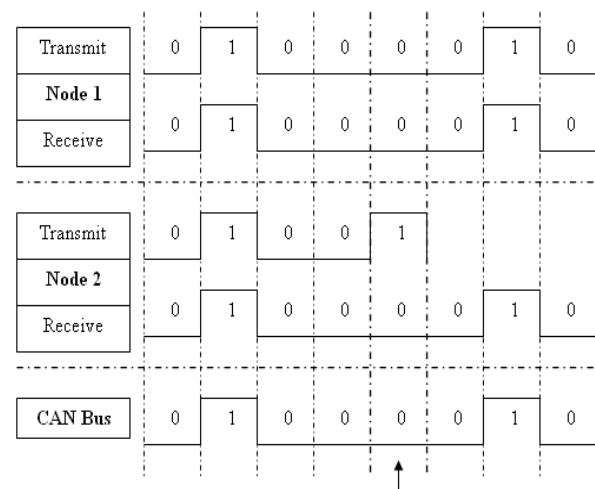 Transmit 0 1 0 0 0 0 1 0
Node 1
Receive 0 1 0 0 0 0 1 0
Transmit 0 1 0 0 1
Node 2
Receive 0 1 0 0 0 0 1 0
CAN Bus 0 1 0 0 0 0 1 0